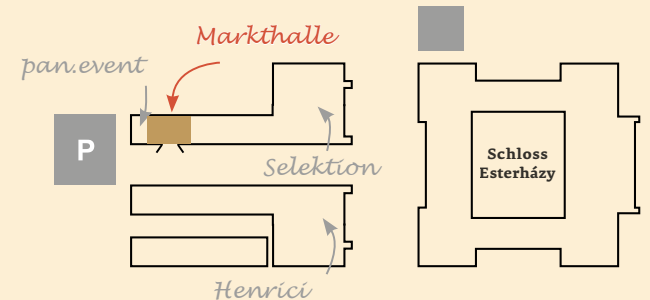 Markthalle
pan.event
P
Selektion
Schloss
Esterházy
Henrici